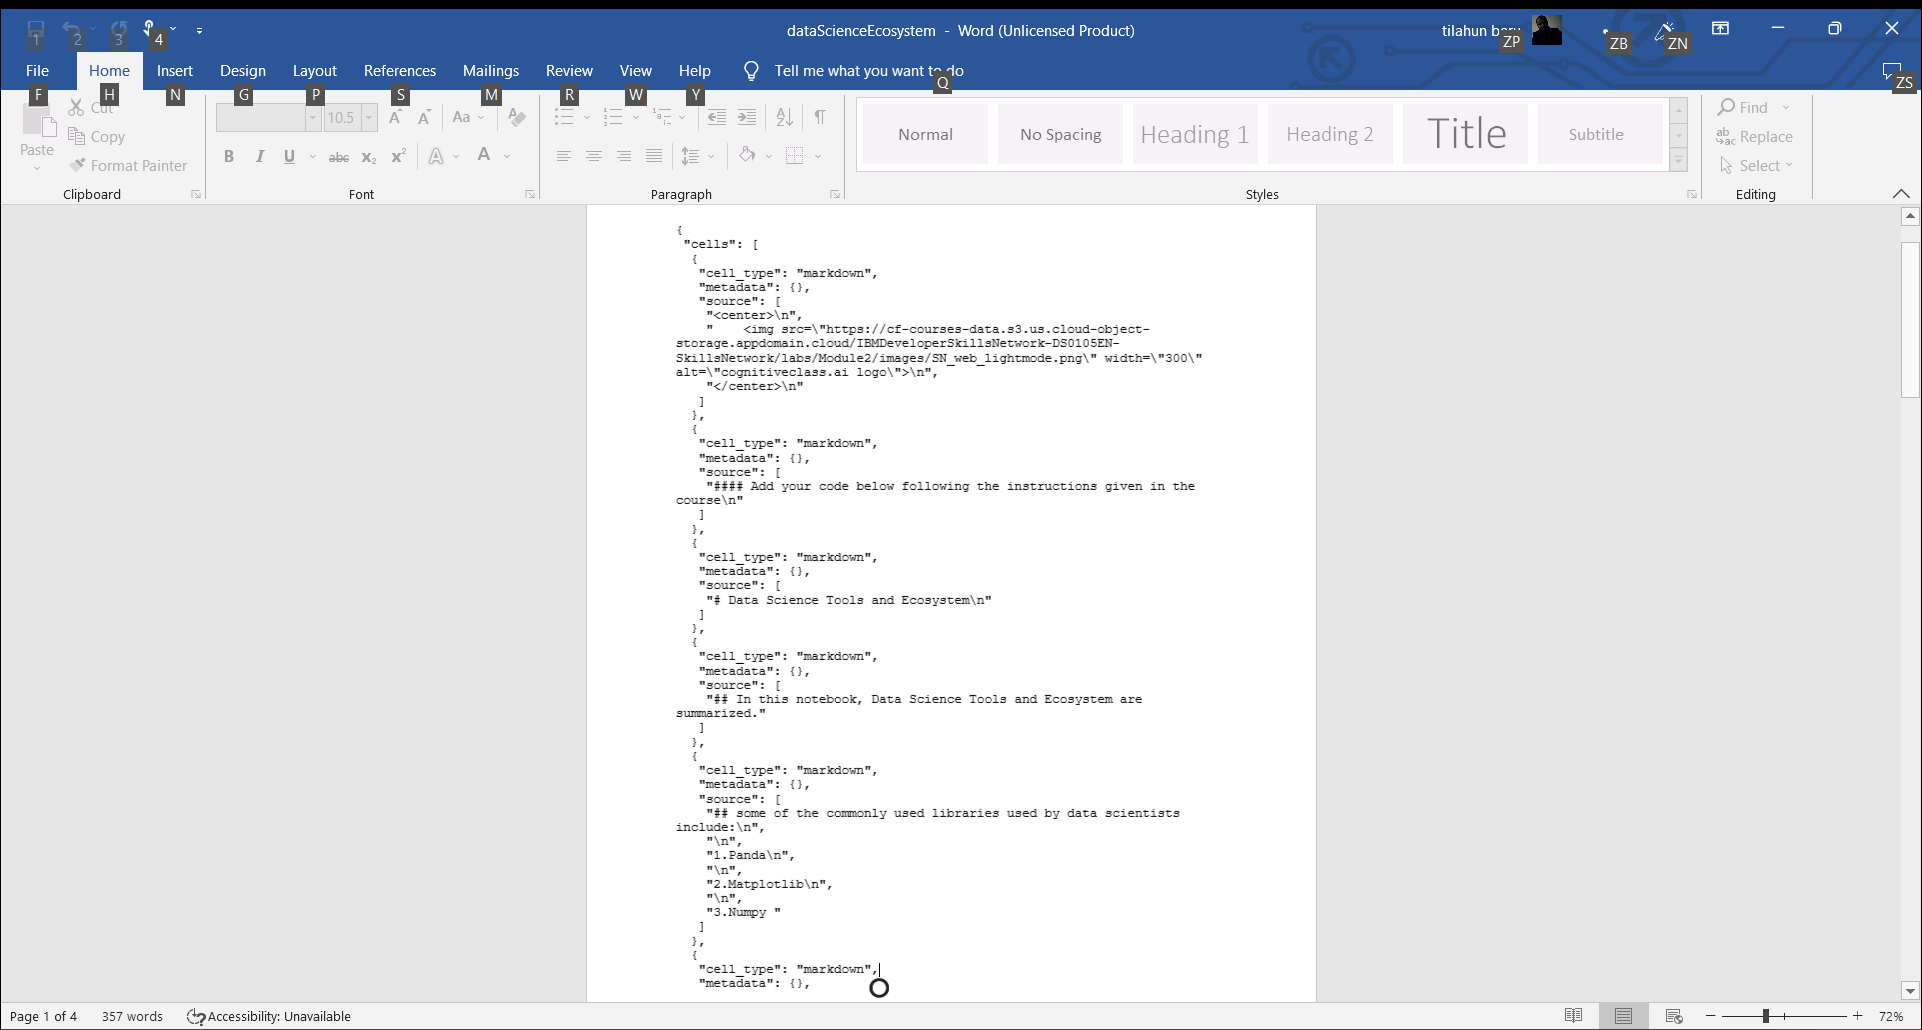 dataScienceEcosystem - Word (Unlicensed Product)
1 2 3 4
ZP ZB ZN
File Home Insert Design Layout References Mailings Review View Help Tell me what you want to do
F H N G P S M R W Y Q ZS
Paste
Cut
Copy
Format Painter
Clipboard
10.5 A A Aa A
B I U abc X₂ X² A A
Font
Paragraph
Normal No Spacing Heading 1 Heading 2 Title Subtitle
Styles
Find
Replace
Select
Editing
{
"cells": [
{
"cell_type": "markdown",
"metadata": {},
"source": [
"<center>\n",
"    <img src=\"https://cf-courses-data.s3.us.cloud-object-
storage.appdomain.cloud/IBMDeveloperSkillsNetwork-DS0105EN-
SkillsNetwork/labs/Module2/images/SN_web_lightmode.png\" width=\"300\"
alt=\"cognitiveclass.ai logo\">\n",
"</center>\n"
]
},
{
"cell_type": "markdown",
"metadata": {},
"source": [
"#### Add your code below following the instructions given in the
course\n"
]
},
{
"cell_type": "markdown",
"metadata": {},
"source": [
"# Data Science Tools and Ecosystem\n"
]
},
{
"cell_type": "markdown",
"metadata": {},
"source": [
"## In this notebook, Data Science Tools and Ecosystem are
summarized."
]
},
{
"cell_type": "markdown",
"metadata": {},
"source": [
"## some of the commonly used libraries used by data scientists
include:\n",
"\n",
"1.Panda\n",
"\n",
"2.Matplotlib\n",
"\n",
"3.Numpy "
]
},
{
"cell_type": "markdown",
"metadata": {},
Page 1 of 4 357 words Accessibility: Unavailable 72%
tilahun